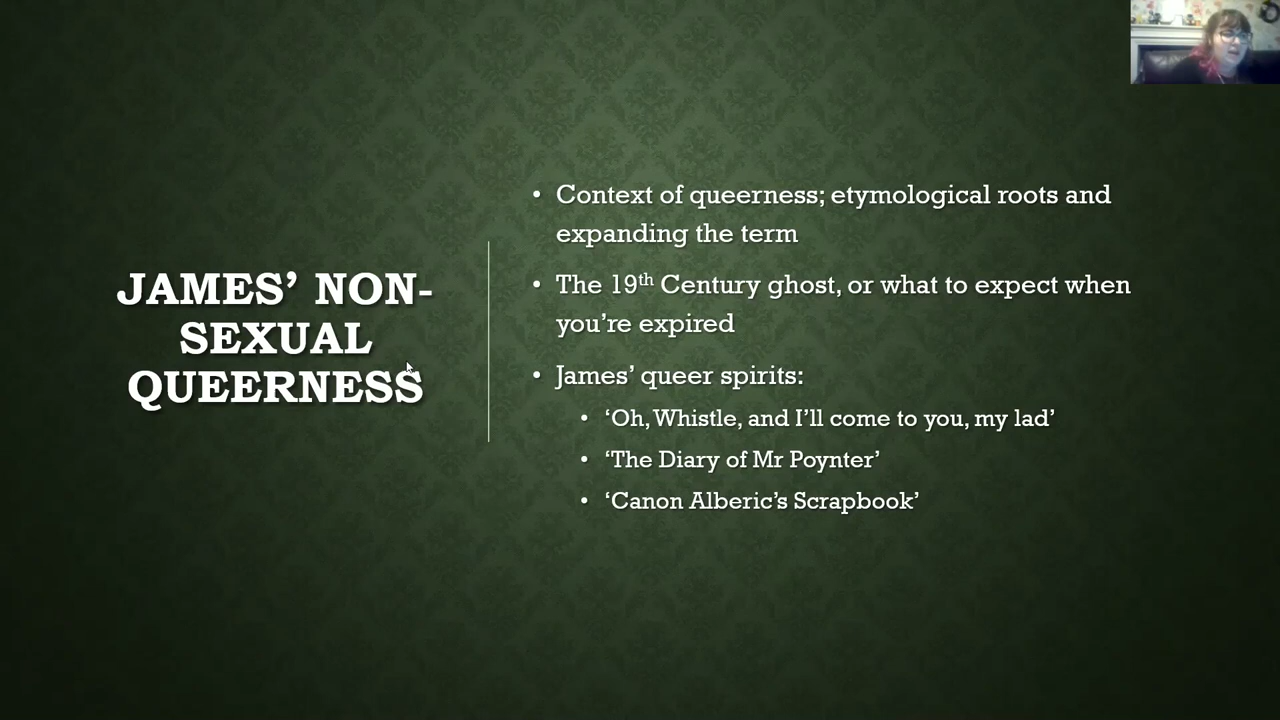 JAMES’ NON-
SEXUAL
QUEERNESS
• Context of queerness; etymological roots and
expanding the term
• The 19th Century ghost, or what to expect when
you’re expired
• James’ queer spirits:
• ‘Oh, Whistle, and I’ll come to you, my lad’
• ‘The Diary of Mr Poynter’
• ‘Canon Alberic’s Scrapbook’